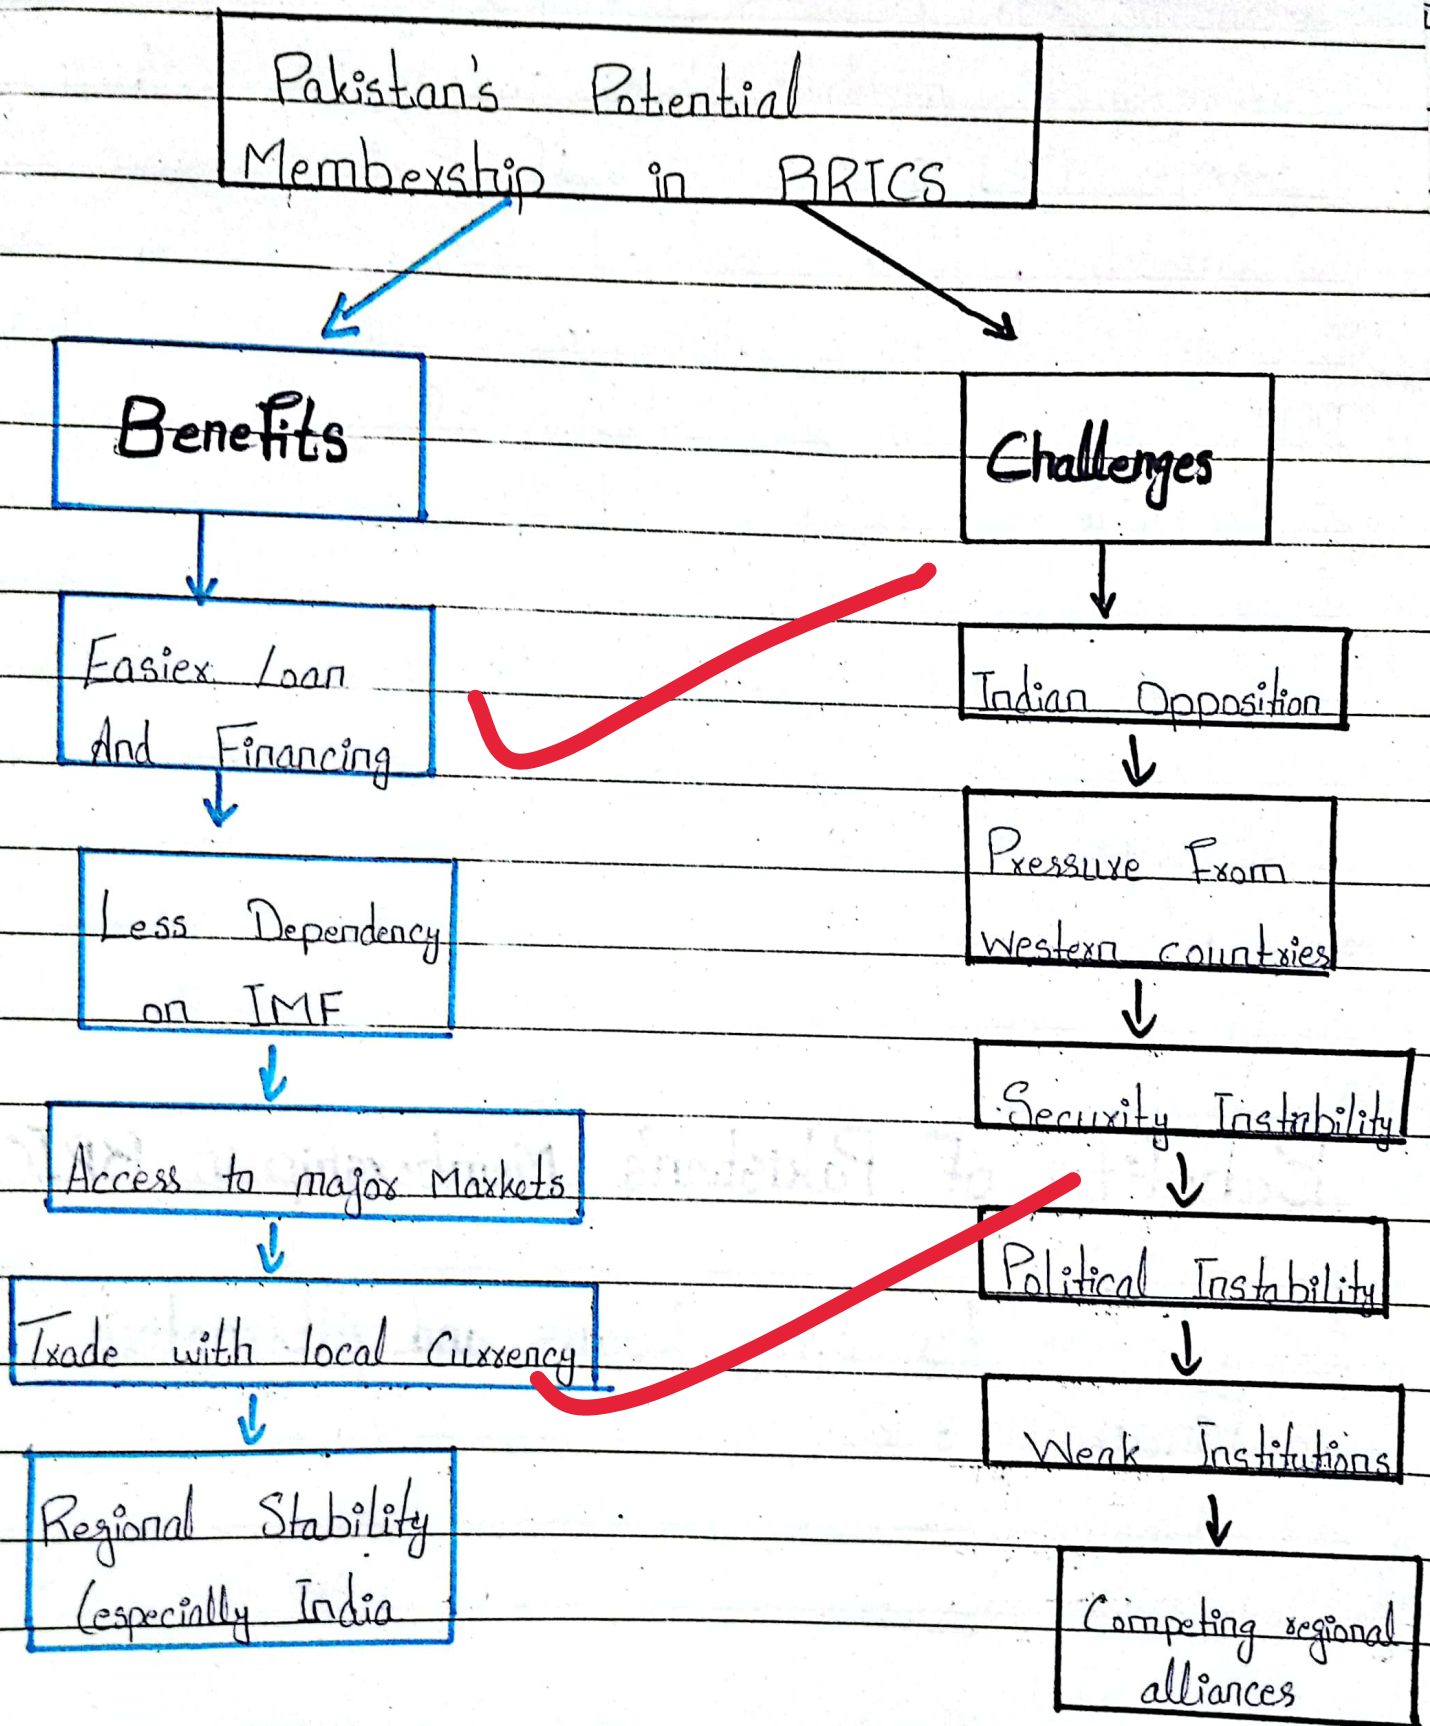 Pakistan's Potential
Membership in BRICS
Benefits
Challenges
Easier Loan
And Financing
Less Dependency
on IMF
Access to major Markets
Trade with local Currency
Regional Stability
(especially India
Indian Opposition
Pressure From
Western countries
Security Instability
Political Instability
Weak Institutions
Competing regional
alliances